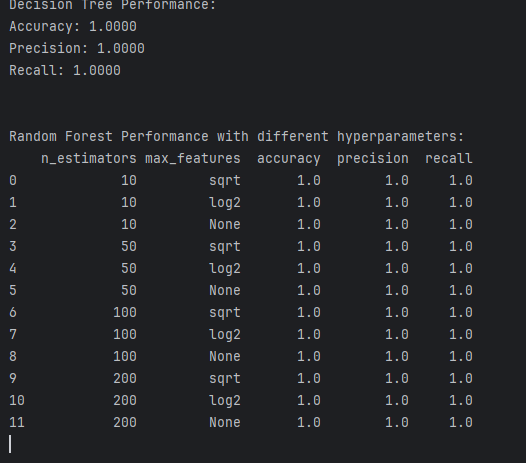 Decision Tree Performance:
Accuracy: 1.0000
Precision: 1.0000
Recall: 1.0000
Random Forest Performance with different hyperparameters:
    n_estimators max_features  accuracy  precision  recall
0             10         sqrt       1.0        1.0     1.0
1             10         log2       1.0        1.0     1.0
2             10         None       1.0        1.0     1.0
3             50         sqrt       1.0        1.0     1.0
4             50         log2       1.0        1.0     1.0
5             50         None       1.0        1.0     1.0
6            100         sqrt       1.0        1.0     1.0
7            100         log2       1.0        1.0     1.0
8            100         None       1.0        1.0     1.0
9            200         sqrt       1.0        1.0     1.0
10           200         log2       1.0        1.0     1.0
11           200         None       1.0        1.0     1.0